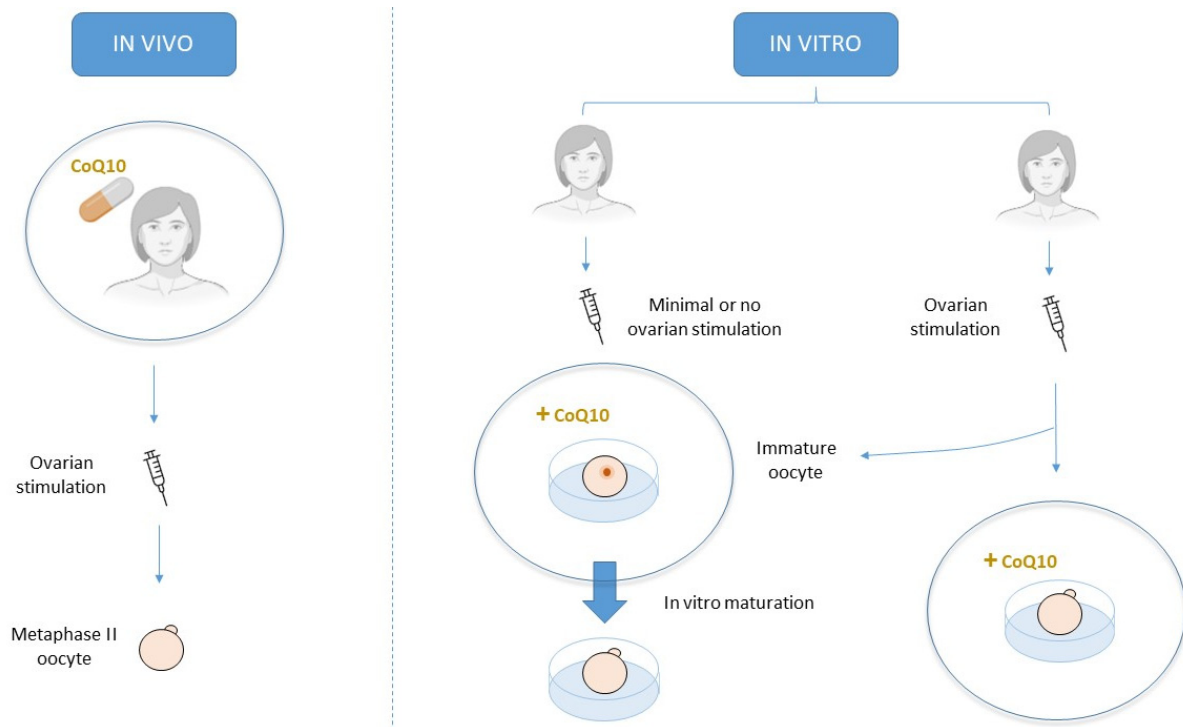 IN VIVO
CoQ10
Ovarian
stimulation
Metaphase II
oocyte
IN VITRO
Minimal or no
ovarian stimulation
Ovarian
stimulation
+ CoQ10
Immature
oocyte
In vitro maturation
+ CoQ10